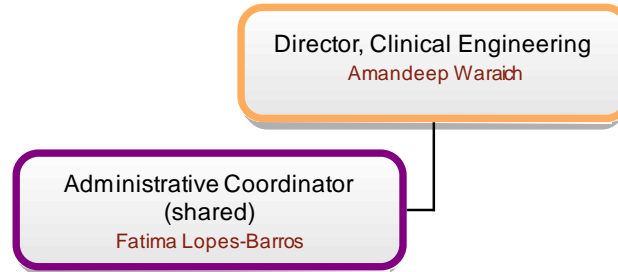 Director, Clinical Engineering
Amandeep Waraich
Administrative Coordinator
(shared)
Fatima Lopes-Barros